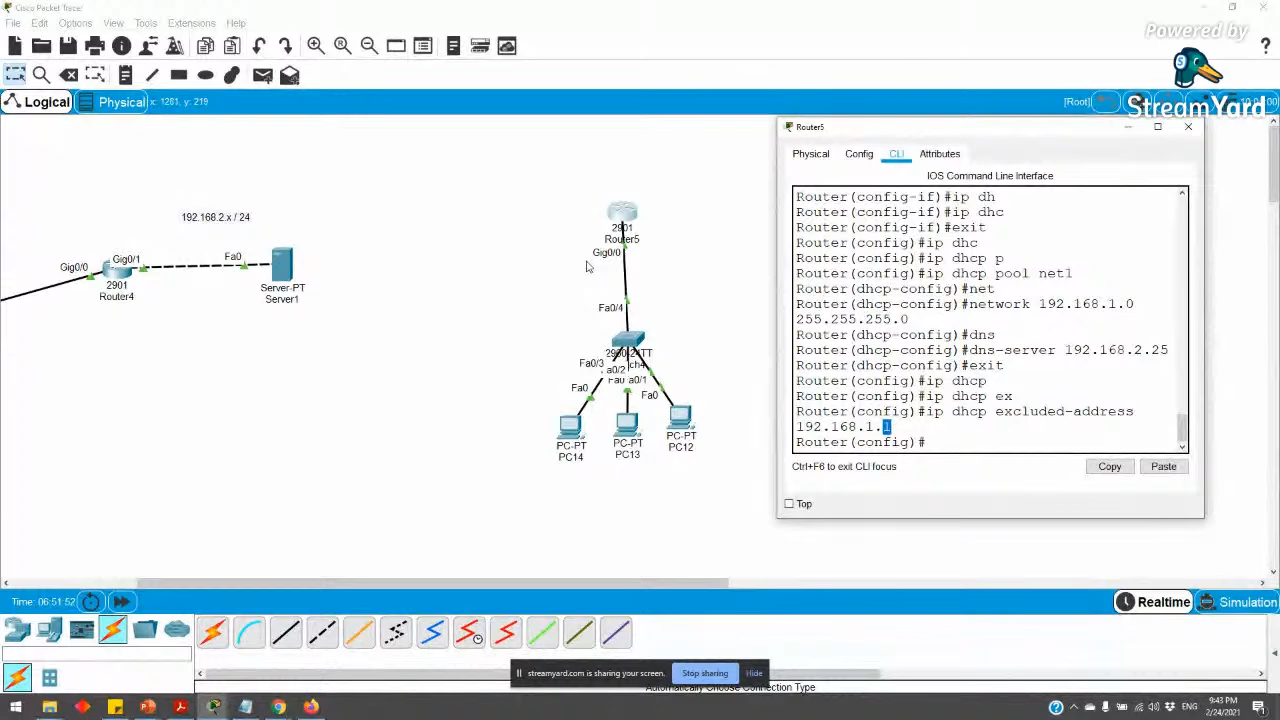 Cisco Packet Tracer
File Edit Options View Tools Extensions Help
Powered by
StreamYard
Logical
Physical x: 1281, y: 219
[Root]
192.168.2.x / 24
Gig0/0
Gig0/1
Fa0
2901
Router4
Server-PT
Server1
2901
Router5
Gig0/0
Fa0/4
Fa0/3
Fa0
Fa0
PC-PT
PC14
PC-PT
PC13
PC-PT
PC12
Router5
Physical Config CLI Attributes
IOS Command Line Interface
Router(config-if)#ip dh
Router(config-if)#ip dhc
Router(config-if)#exit
Router(config)#ip dhc
Router(config)#ip dhcp p
Router(config)#ip dhcp pool net1
Router(dhcp-config)#net
Router(dhcp-config)#network 192.168.1.0
255.255.255.0
Router(dhcp-config)#dns
Router(dhcp-config)#dns-server 192.168.2.25
Router(dhcp-config)#exit
Router(config)#ip dhcp
Router(config)#ip dhcp ex
Router(config)#ip dhcp excluded-address
192.168.1.1
Router(config)#
Ctrl+F6 to exit CLI focus
Copy
Paste
Top
Time: 06:51:52
Realtime
Simulation
streamyard.com is sharing your screen.
Stop sharing
Hide
Automatically Choose Connection Type
ENG
9:43 PM
2/24/2021